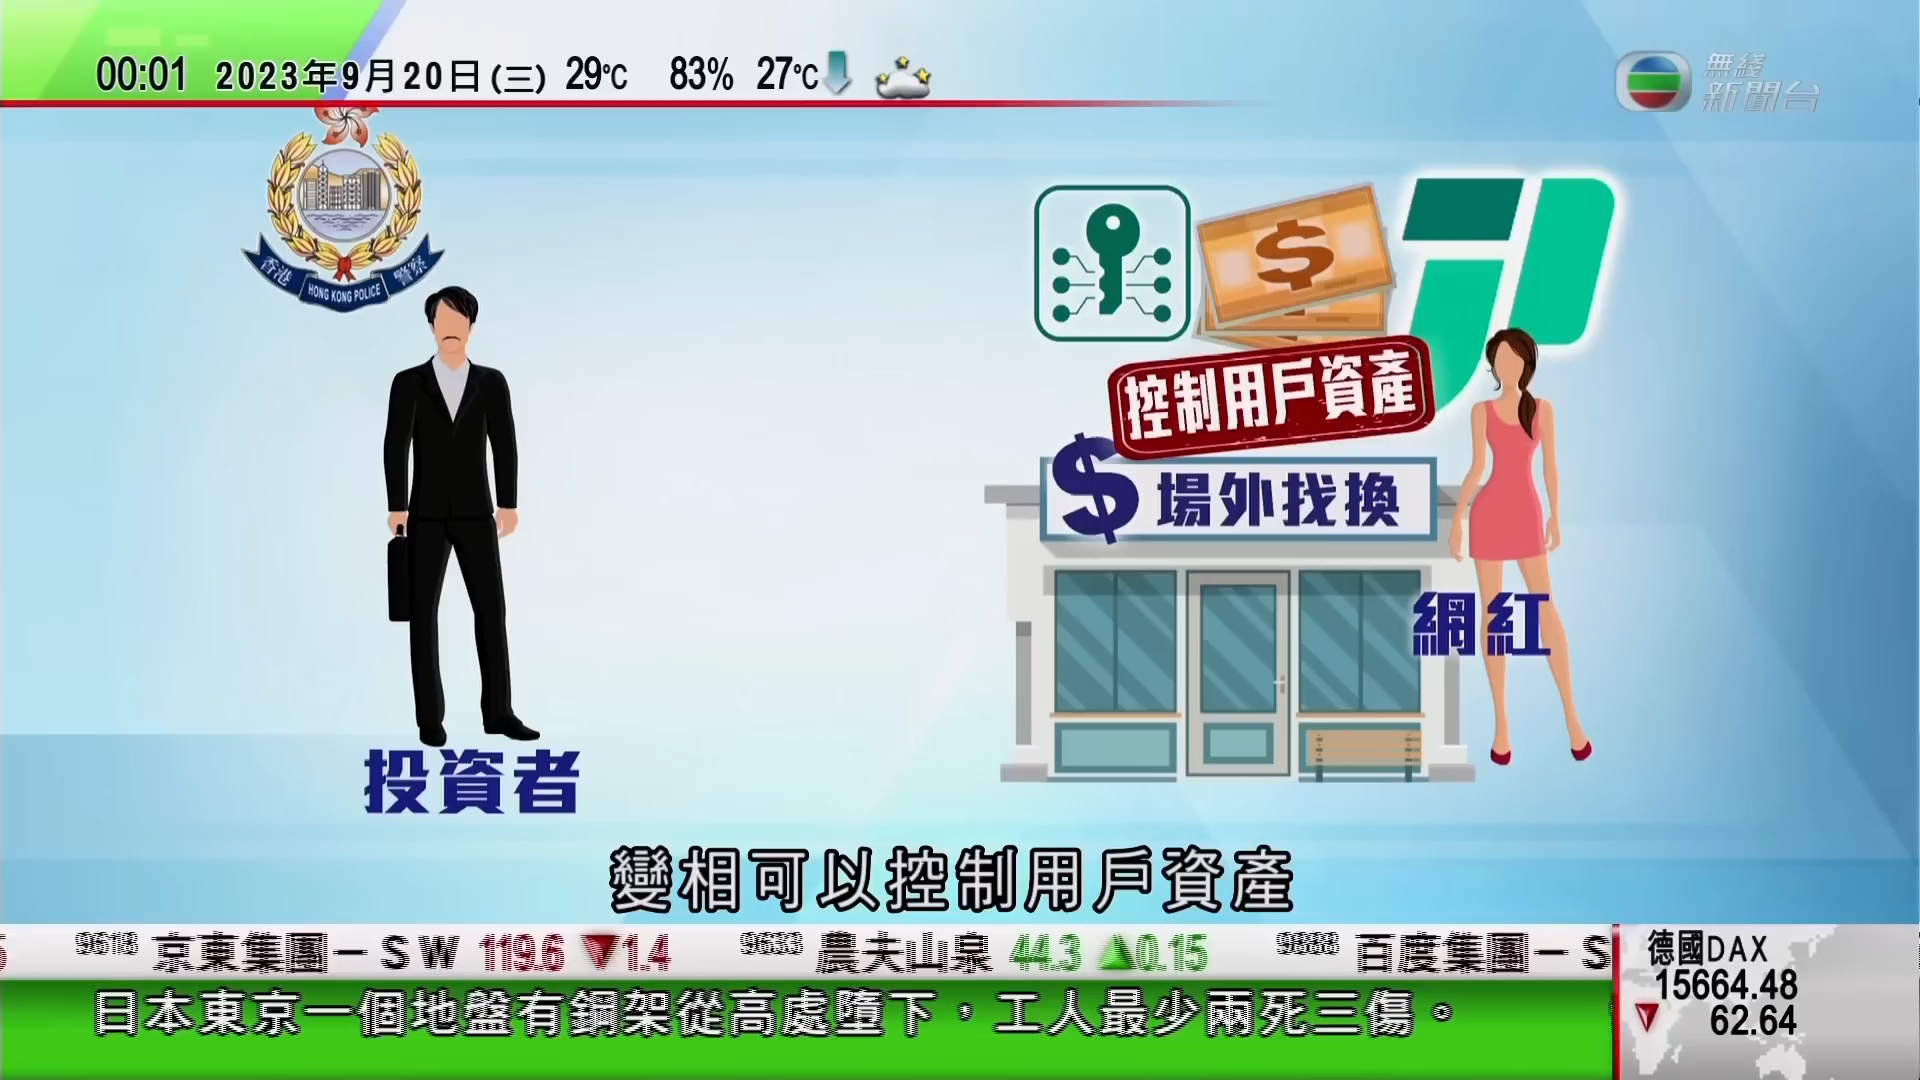 00:01 2023年9月20日(三) 29℃ 83% 27℃
無綫
新聞台
香港 HONG KONG POLICE 警察
$
控制用戶資產
$ 場外找換
網紅
投資者
變相可以控制用戶資產
9618 京東集團－ＳＷ 119.6 ▼1.4 9633 農夫山泉 44.3 ▲0.15 9888 百度集團－S
德國DAX
15664.48
▼ 62.64
日本東京一個地盤有鋼架從高處墮下，工人最少兩死三傷。